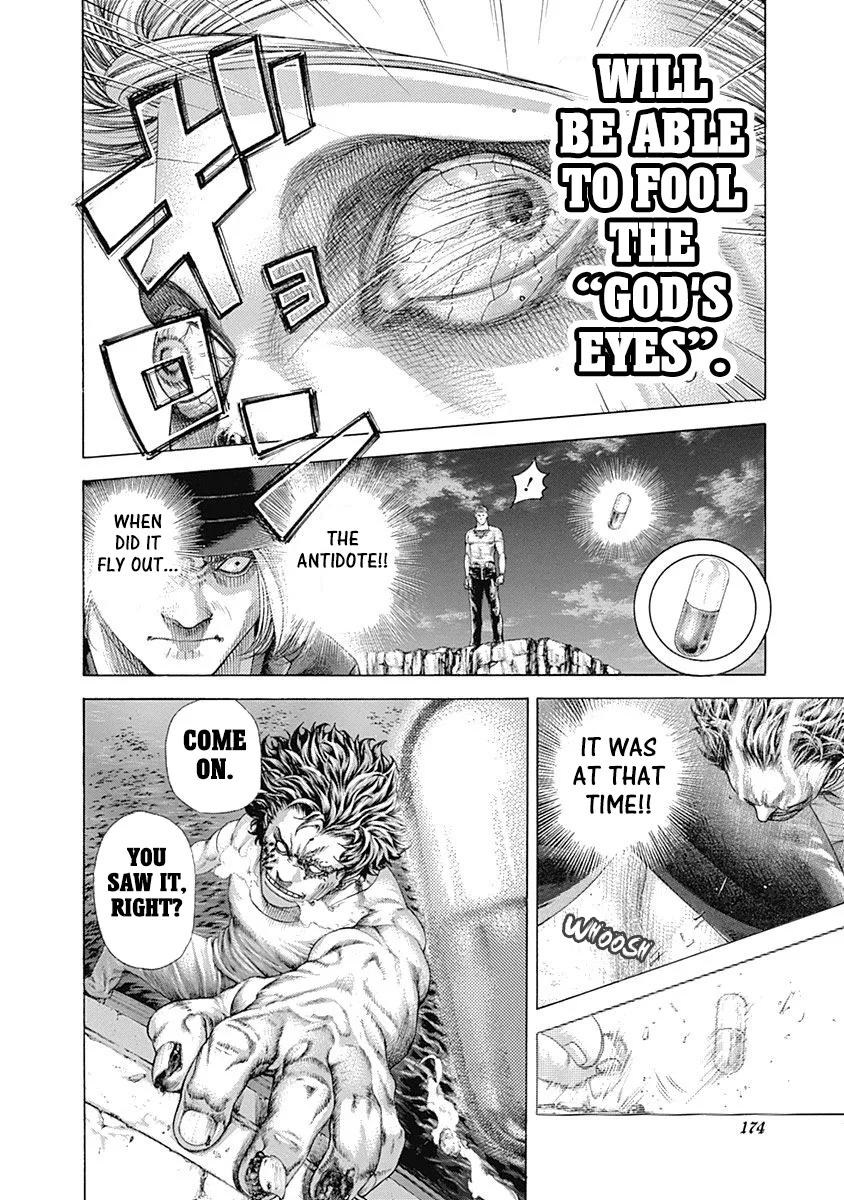 WILL
BE ABLE
TO FOOL
THE
“GOD'S
EYES”.
ギョロッ
!
THE
ANTIDOTE!!
WHEN
DID IT
FLY OUT...
IT WAS
AT THAT
TIME!!
WHOOSH
COME
ON.
YOU
SAW IT,
RIGHT?
174